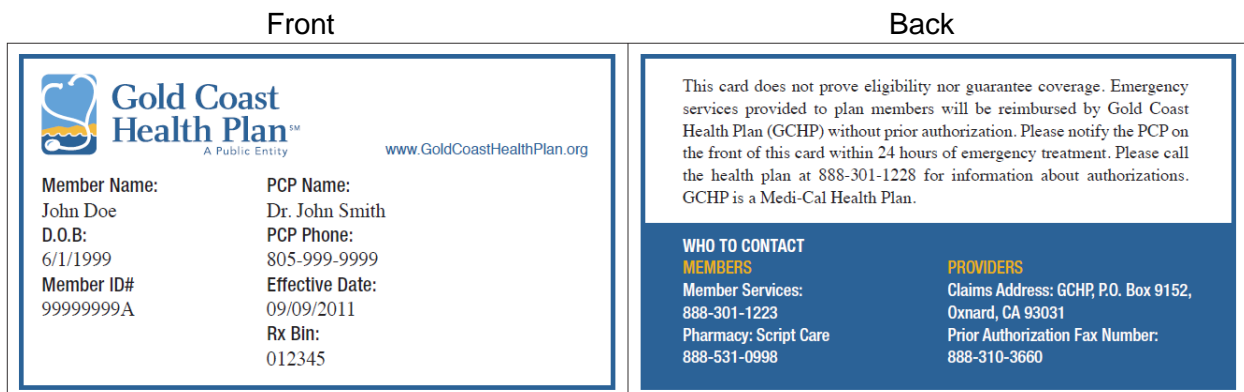 Front
Back
Gold Coast
Health Plan℠
A Public Entity
www.GoldCoastHealthPlan.org
Member Name:
John Doe
D.O.B:
6/1/1999
Member ID#
99999999A
PCP Name:
Dr. John Smith
PCP Phone:
805-999-9999
Effective Date:
09/09/2011
Rx Bin:
012345
This card does not prove eligibility nor guarantee coverage. Emergency
services provided to plan members will be reimbursed by Gold Coast
Health Plan (GCHP) without prior authorization. Please notify the PCP on
the front of this card within 24 hours of emergency treatment. Please call
the health plan at 888-301-1228 for information about authorizations.
GCHP is a Medi-Cal Health Plan.
WHO TO CONTACT
MEMBERS
Member Services:
888-301-1223
Pharmacy: Script Care
888-531-0998
PROVIDERS
Claims Address: GCHP, P.O. Box 9152,
Oxnard, CA 93031
Prior Authorization Fax Number:
888-310-3660